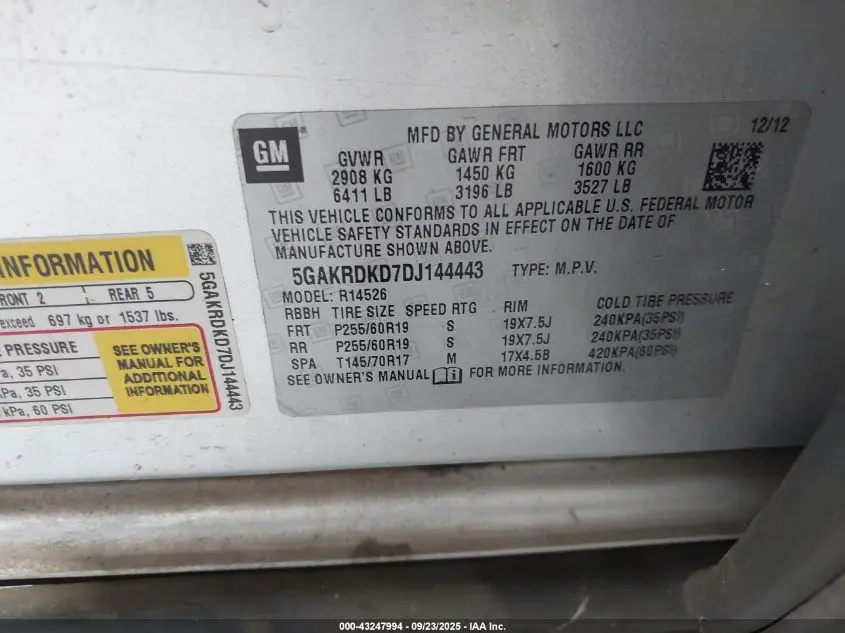 GM
MFD BY GENERAL MOTORS LLC
12/12
GVWR GAWR FRT GAWR RR
2908 KG 1450 KG 1600 KG
6411 LB 3196 LB 3527 LB
THIS VEHICLE CONFORMS TO ALL APPLICABLE U.S. FEDERAL MOTOR
VEHICLE SAFETY STANDARDS IN EFFECT ON THE DATE OF
MANUFACTURE SHOWN ABOVE.
5GAKRDKD7DJ144443 TYPE: M.P.V.
MODEL: R14526
RBBH TIRE SIZE SPEED RTG RIM COLD TIRE PRESSURE
FRT P255/60R19 S 19X7.5J 240KPA(35PSI)
RR P255/60R19 S 19X7.5J 240KPA(35PSI)
SPA T145/70R17 M 17X4.5B 420KPA(60PSI)
SEE OWNER'S MANUAL FOR MORE INFORMATION.
INFORMATION
FRONT 2 REAR 5
exceed 697 kg or 1537 lbs.
PRESSURE
a, 35 PSI
kPa, 35 PSI
kPa, 60 PSI
SEE OWNER'S
MANUAL FOR
ADDITIONAL
INFORMATION
5GAKRDKD7DJ144443
000-43247994 - 09/23/2025 - IAA Inc.